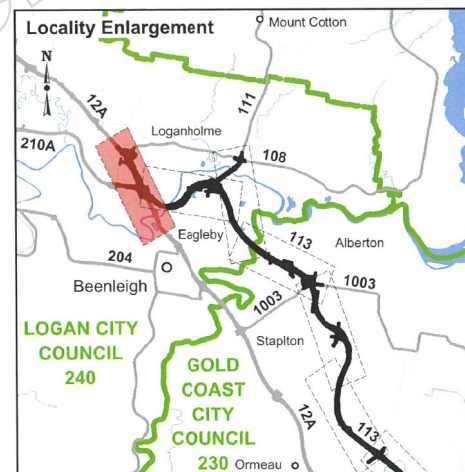 Locality Enlargement
Mount Cotton
N
12A
111
210A
Loganholme
108
Eagleby
113
Alberton
204
1003
Beenleigh
1003
LOGAN CITY
COUNCIL
240
Staplton
GOLD
COAST
CITY
COUNCIL
230
12A
113
Ormeau